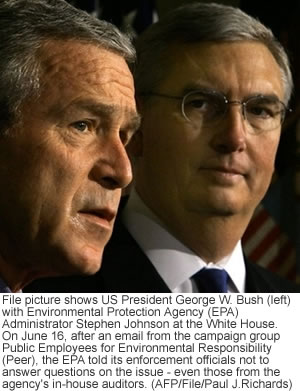 File picture shows US President George W. Bush (left)
with Environmental Protection Agency (EPA)
Administrator Stephen Johnson at the White House.
On June 16, after an email from the campaign group
Public Employees for Environmental Responsibility
(Peer), the EPA told its enforcement officials not to
answer questions on the issue - even those from the
agency's in-house auditors. (AFP/File/Paul J.Richards)